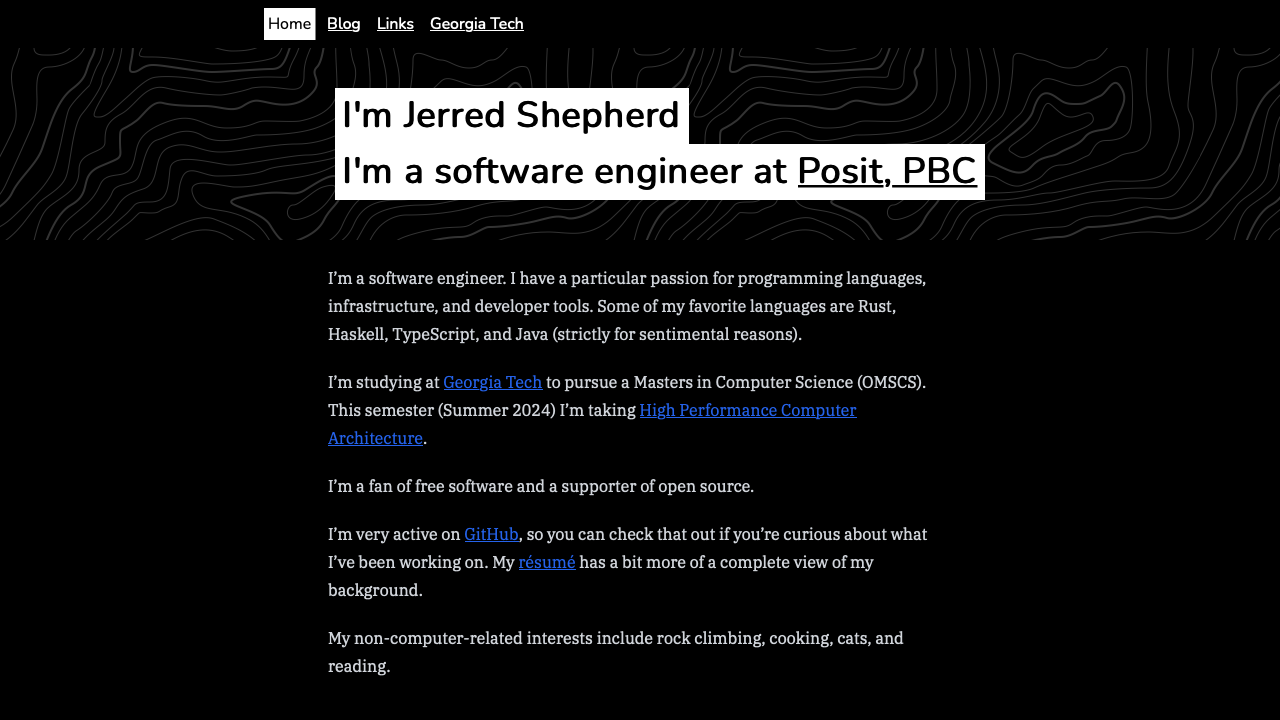 Home Blog Links Georgia Tech
I'm Jerred Shepherd
I'm a software engineer at Posit, PBC
I’m a software engineer. I have a particular passion for programming languages,
infrastructure, and developer tools. Some of my favorite languages are Rust,
Haskell, TypeScript, and Java (strictly for sentimental reasons).
I’m studying at Georgia Tech to pursue a Masters in Computer Science (OMSCS).
This semester (Summer 2024) I’m taking High Performance Computer
Architecture.
I’m a fan of free software and a supporter of open source.
I’m very active on GitHub, so you can check that out if you’re curious about what
I’ve been working on. My résumé has a bit more of a complete view of my
background.
My non-computer-related interests include rock climbing, cooking, cats, and
reading.